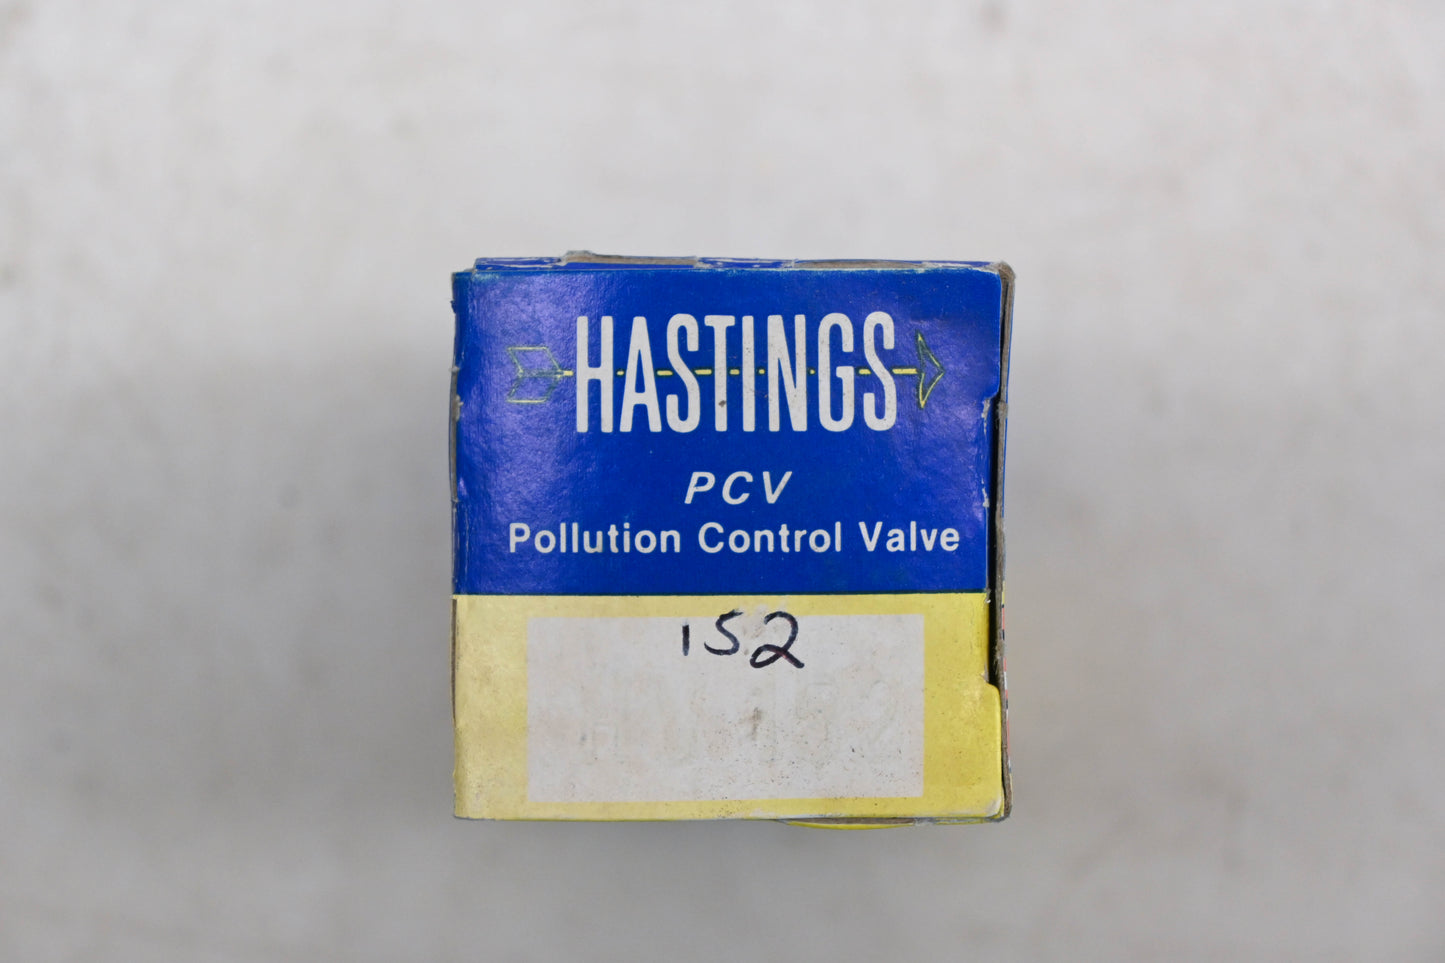 HASTINGS
PCV
Pollution Control Valve
152